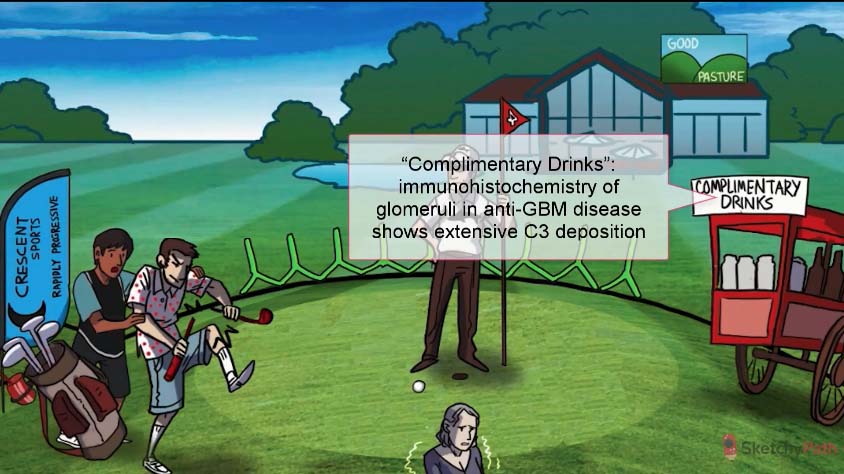 GOOD
PASTURE
4
"Complimentary Drinks":
immunohistochemistry of
glomeruli in anti-GBM disease
shows extensive C3 deposition
COMPLIMENTARY
DRINKS
CRESCENT
SPORTS
RAPIDLY PROGRESSIVE
SketchyPath